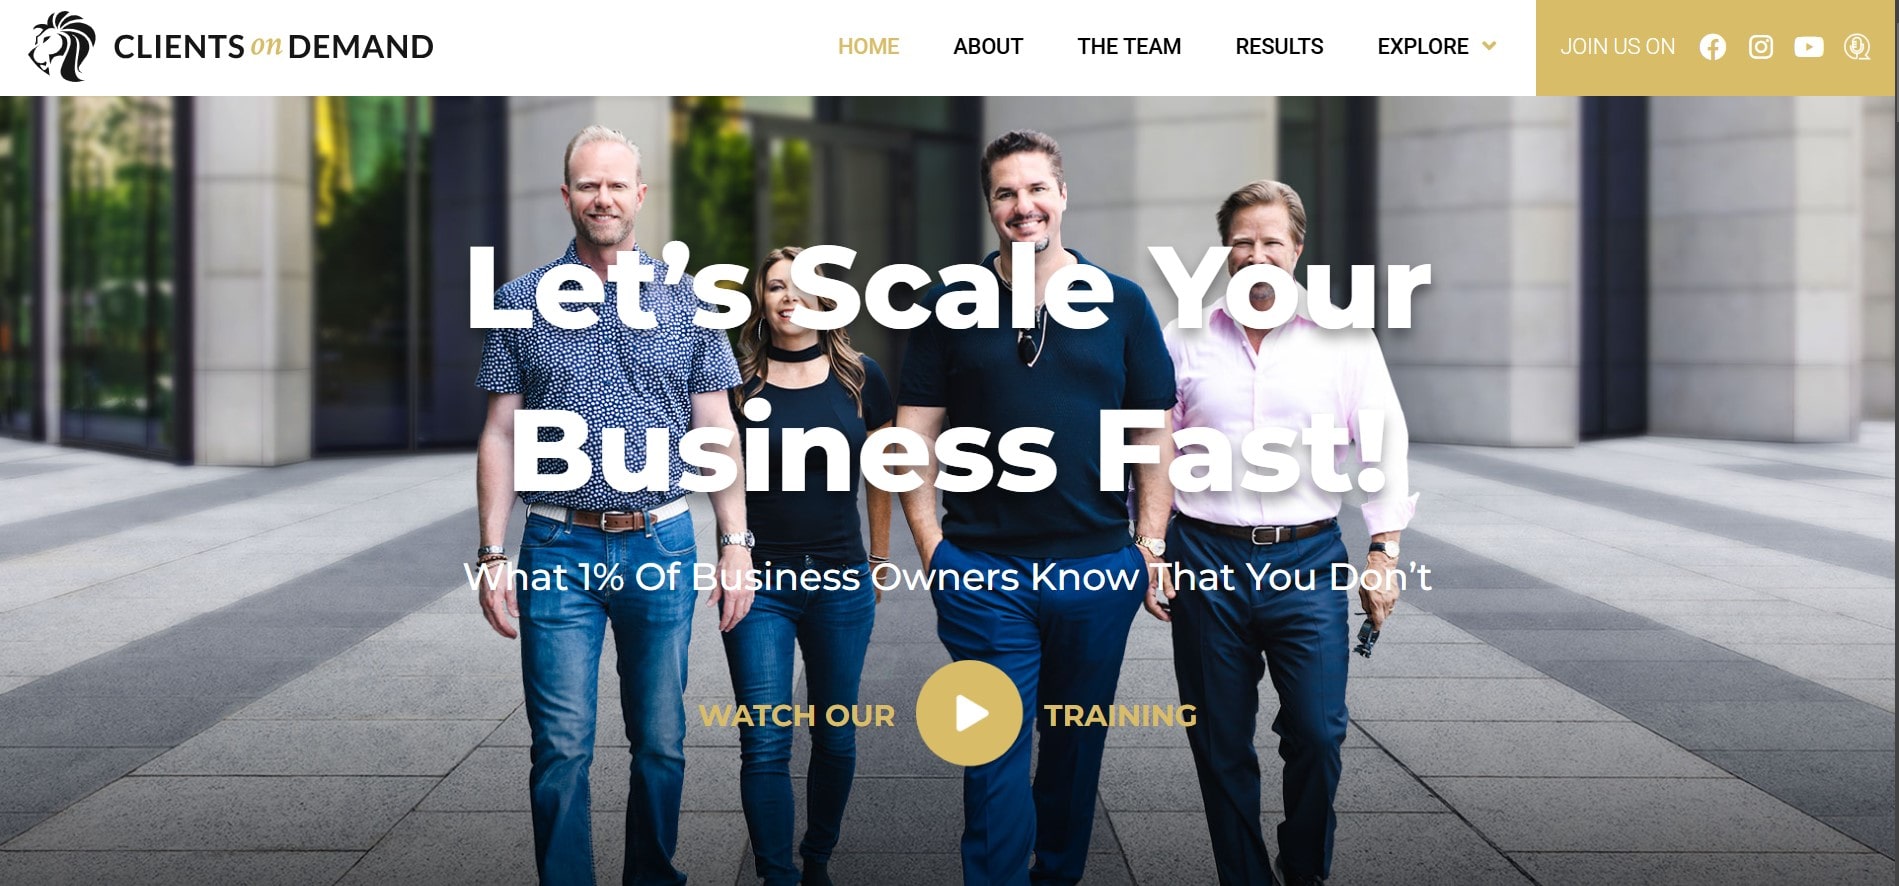 CLIENTS on DEMAND
HOME ABOUT THE TEAM RESULTS EXPLORE JOIN US ON
Let's Scale Your
Business Fast!
What 1% Of Business Owners Know That You Don't
WATCH OUR TRAINING